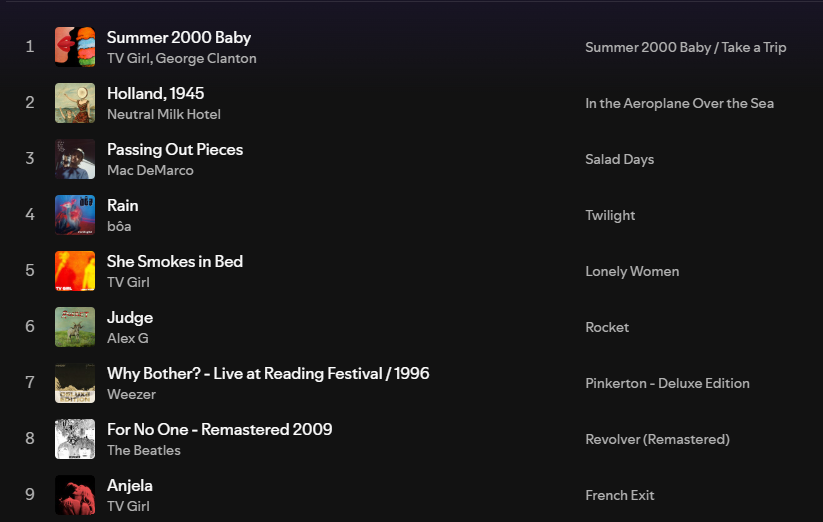 1
Summer 2000 Baby
TV Girl, George Clanton
Summer 2000 Baby / Take a Trip
2
Holland, 1945
Neutral Milk Hotel
In the Aeroplane Over the Sea
3
Passing Out Pieces
Mac DeMarco
Salad Days
4
Rain
bôa
Twilight
5
She Smokes in Bed
TV Girl
Lonely Women
6
Judge
Alex G
Rocket
7
Why Bother? - Live at Reading Festival / 1996
Weezer
Pinkerton - Deluxe Edition
8
For No One - Remastered 2009
The Beatles
Revolver (Remastered)
9
Anjela
TV Girl
French Exit